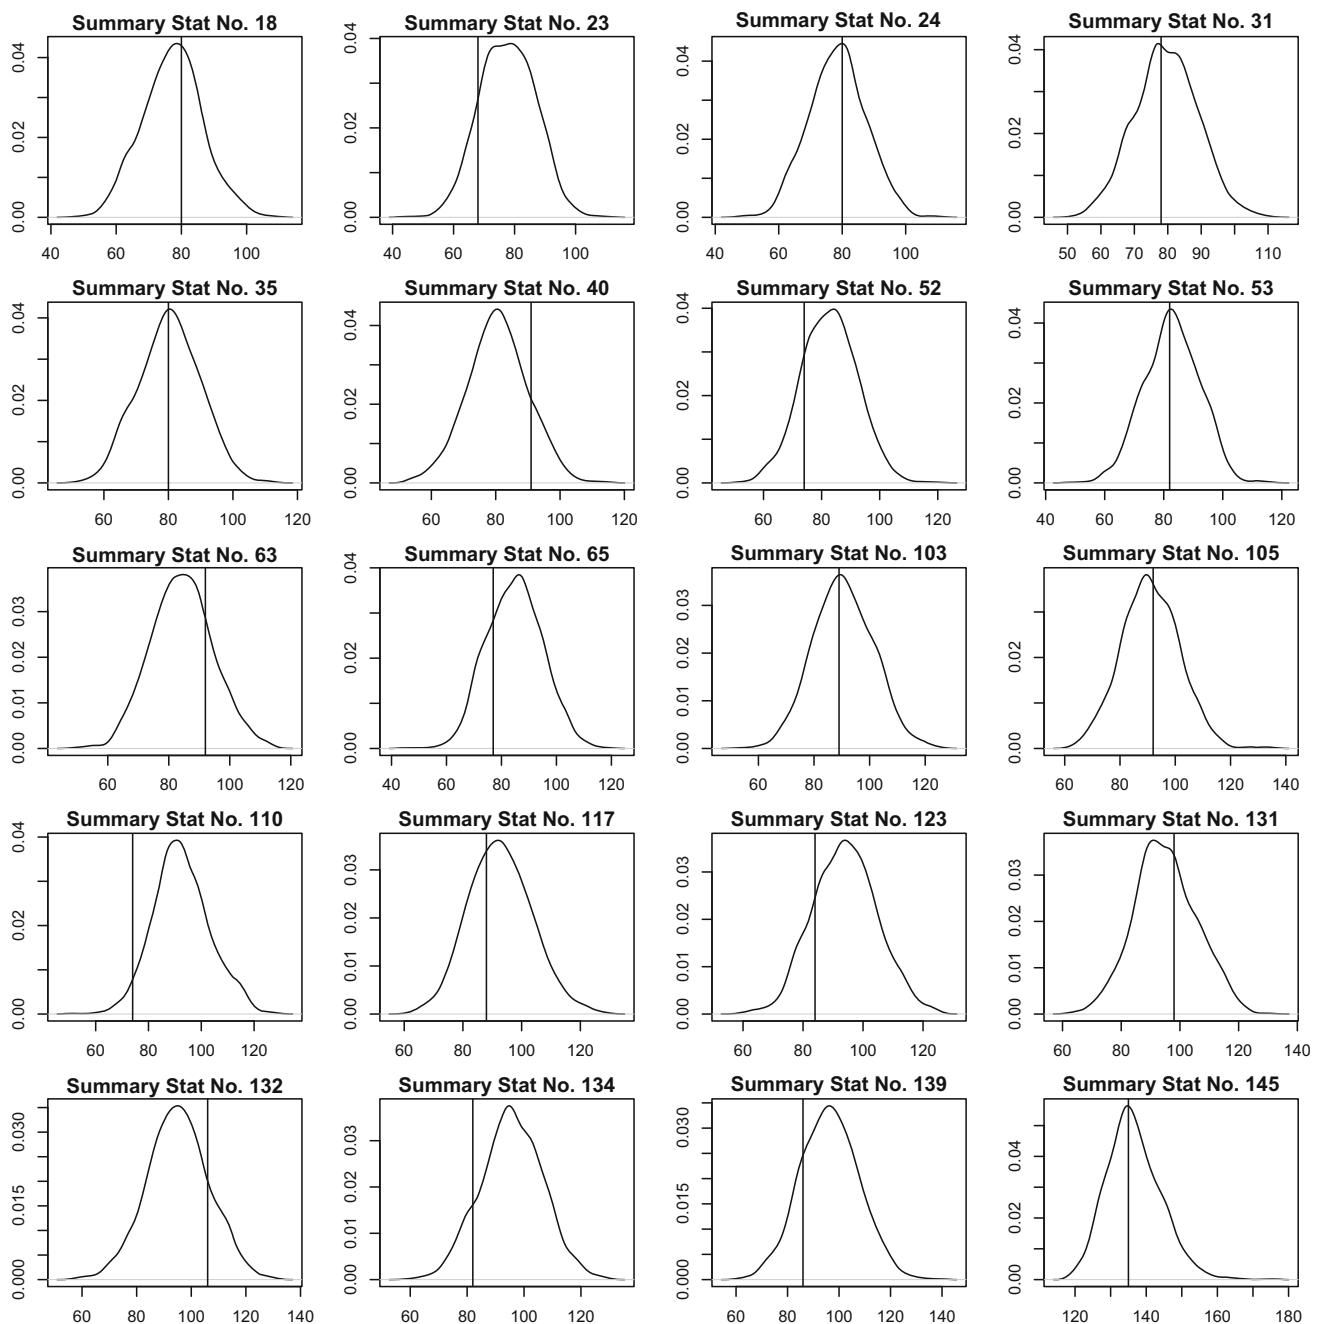 Summary Stat No. 18
0.00 0.02 0.04
40 60 80 100
Summary Stat No. 23
0.00 0.02 0.04
40 60 80 100
Summary Stat No. 24
0.00 0.02 0.04
40 60 80 100
Summary Stat No. 31
0.00 0.02 0.04
50 60 70 80 90 110
Summary Stat No. 35
0.00 0.02 0.04
60 80 100 120
Summary Stat No. 40
0.00 0.02 0.04
60 80 100 120
Summary Stat No. 52
0.00 0.02 0.04
60 80 100 120
Summary Stat No. 53
0.00 0.02 0.04
40 60 80 100 120
Summary Stat No. 63
0.00 0.01 0.02 0.03
60 80 100 120
Summary Stat No. 65
0.00 0.02 0.04
40 60 80 100 120
Summary Stat No. 103
0.00 0.01 0.02 0.03
60 80 100 120
Summary Stat No. 105
0.00 0.02
60 80 100 120 140
Summary Stat No. 110
0.00 0.02 0.04
60 80 100 120
Summary Stat No. 117
0.00 0.01 0.02 0.03
60 80 100 120
Summary Stat No. 123
0.00 0.01 0.02 0.03
60 80 100 120
Summary Stat No. 131
0.00 0.01 0.02 0.03
60 80 100 120 140
Summary Stat No. 132
0.000 0.015 0.030
60 80 100 120 140
Summary Stat No. 134
0.00 0.01 0.02 0.03
60 80 100 120
Summary Stat No. 139
0.000 0.015 0.030
60 80 100 120 140
Summary Stat No. 145
0.00 0.02 0.04
120 140 160 180